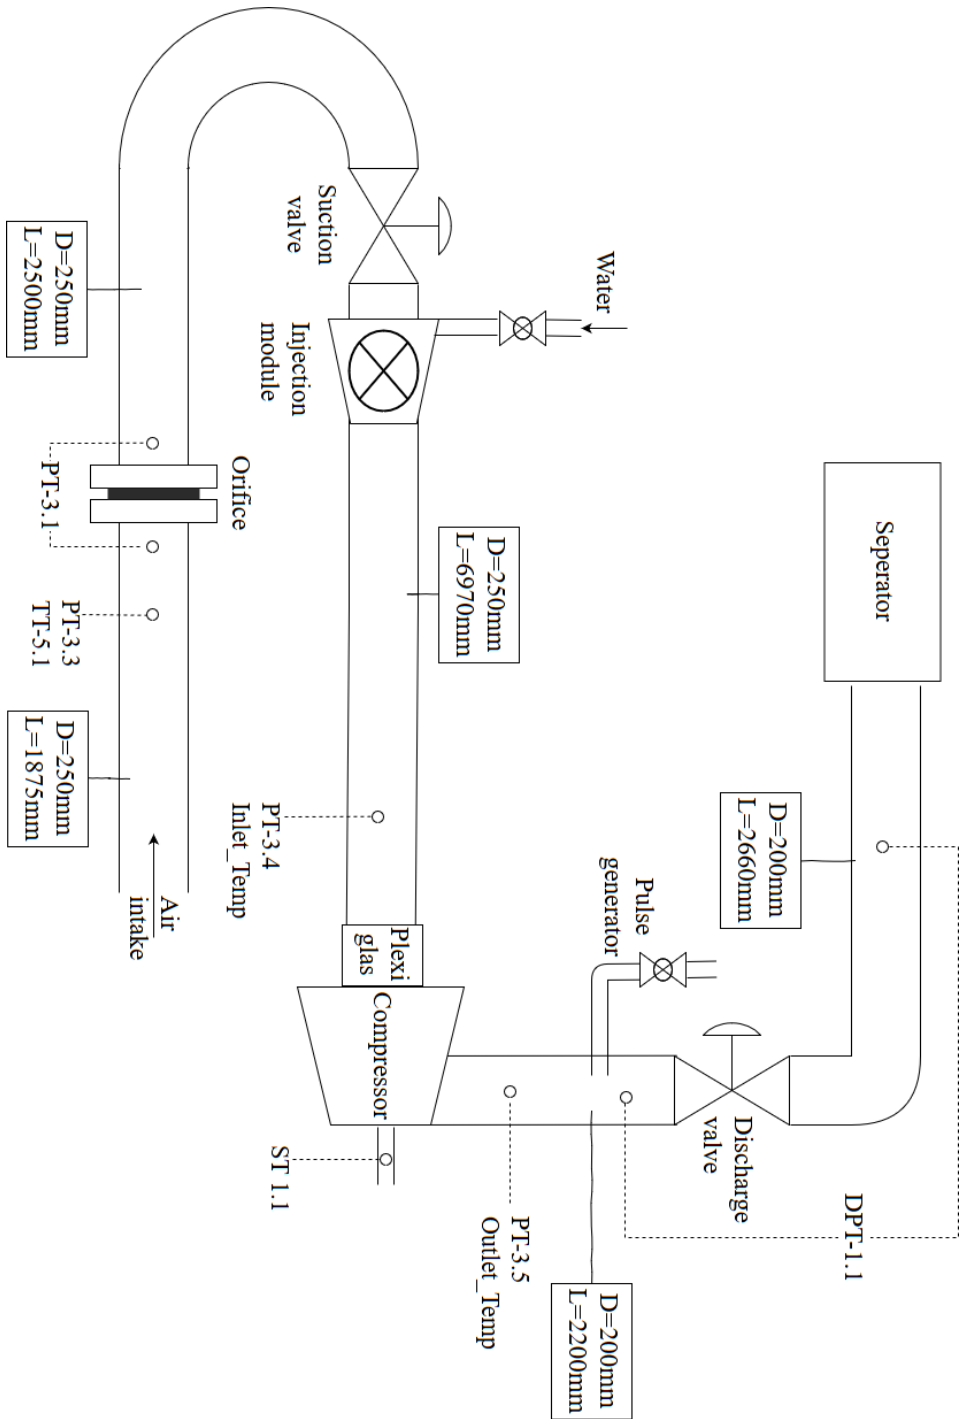 Seperator
D=200mm
L=2660mm
Discharge
valve
DPT-1.1
Pulse
generator
D=200mm
L=2200mm
PT-3.5
Outlet_Temp
Water
Suction
valve
Injection
module
D=250mm
L=6970mm
PT-3.4
Inlet_Temp
Plexi
glas
Compressor
ST 1.1
D=250mm
L=2500mm
Orifice
PT-3.1
PT-3.3
TT-5.1
D=250mm
L=1875mm
Air
intake